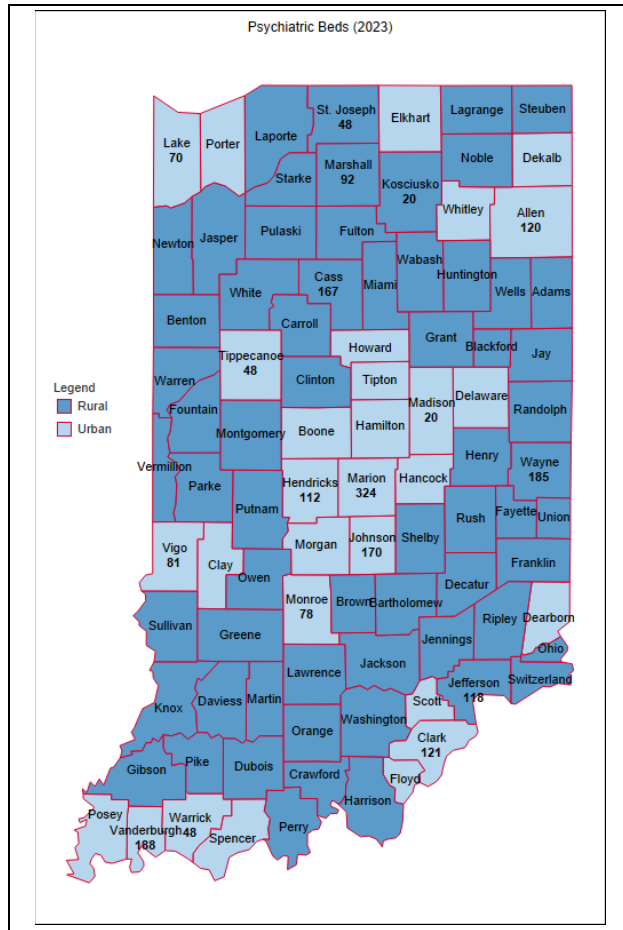 Psychiatric Beds (2023)
St. Joseph
48
Elkhart
Lagrange
Steuben
Lake
70
Porter
Laporte
Starke
Marshall
92
Kosciusko
20
Noble
Dekalb
Whitley
Allen
120
Newton
Jasper
Pulaski
Fulton
Wabash
Huntington
Miami
Cass
167
White
Wells
Adams
Benton
Carroll
Tippecanoe
48
Howard
Grant
Blackford
Jay
Warren
Clinton
Tipton
Madison
20
Delaware
Randolph
Legend
Rural
Urban
Fountain
Montgomery
Boone
Hamilton
Vermillion
Parke
Putnam
Hendricks
112
Marion
324
Hancock
Henry
Wayne
185
Vigo
81
Clay
Owen
Morgan
Johnson
170
Shelby
Rush
Fayette
Union
Franklin
Sullivan
Greene
Monroe
78
Brown
Bartholomew
Decatur
Ripley
Dearborn
Ohio
Jennings
Switzerland
Knox
Daviess
Martin
Lawrence
Jackson
Scott
Jefferson
118
Washington
Orange
Clark
121
Gibson
Pike
Dubois
Crawford
Floyd
Harrison
Posey
Vanderburgh
188
Warrick
48
Spencer
Perry